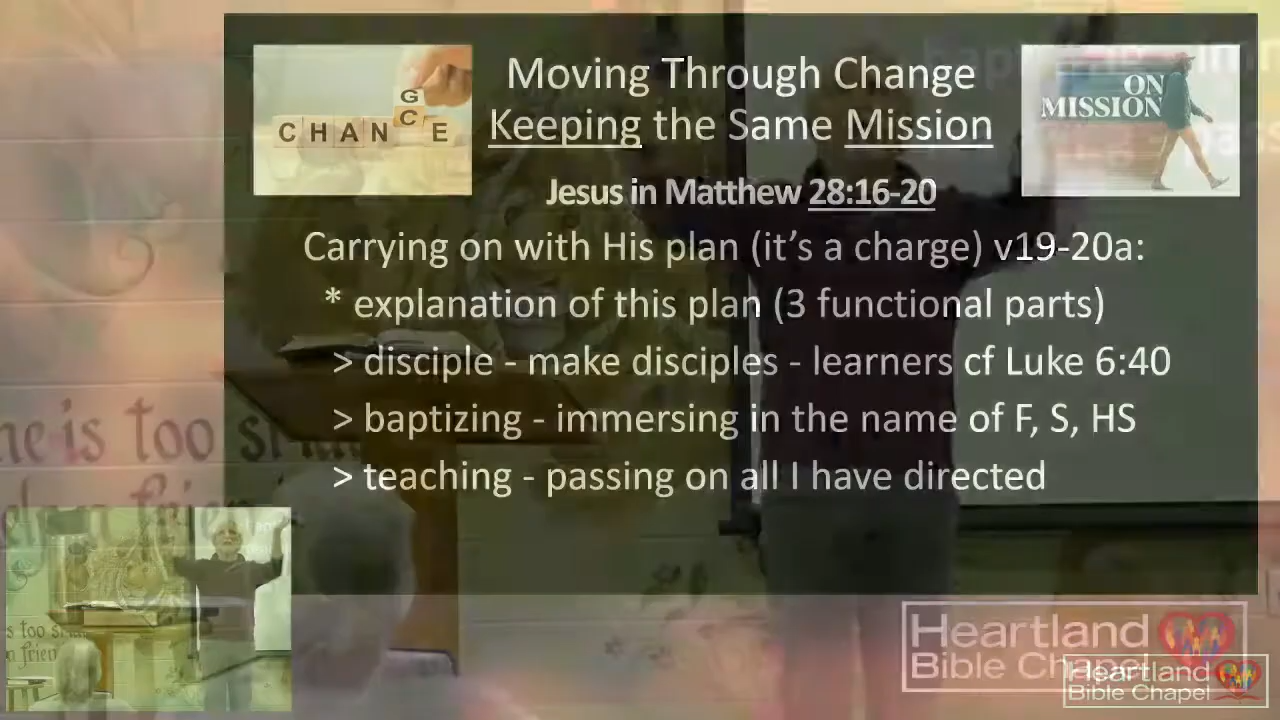 Moving Through Change
Keeping the Same Mission
CHAN
G
C
E
ON
MISSION
Jesus in Matthew 28:16-20
Carrying on with His plan (it's a charge) v19-20a:
* explanation of this plan (3 functional parts)
> disciple - make disciples - learners cf Luke 6:40
> baptizing - immersing in the name of F, S, HS
> teaching - passing on all I have directed
is too
Heartland
Bible Chapel
Heartland
Bible Chapel
s too